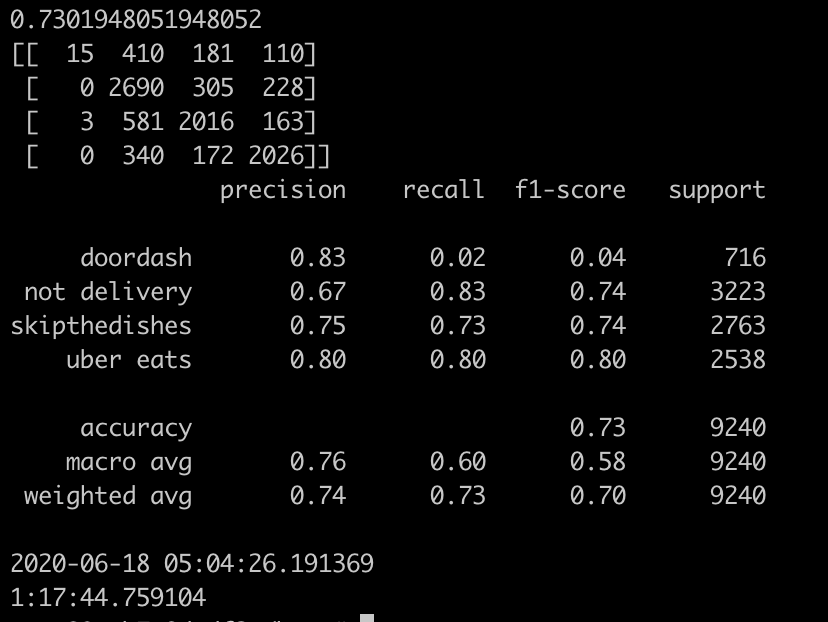 0.7301948051948052
[[  15  410  181  110]
 [   0 2690  305  228]
 [   3  581 2016  163]
 [   0  340  172 2026]]
               precision    recall  f1-score   support

     doordash       0.83      0.02      0.04       716
 not delivery       0.67      0.83      0.74      3223
skipthedishes       0.75      0.73      0.74      2763
    uber eats       0.80      0.80      0.80      2538

     accuracy                           0.73      9240
    macro avg       0.76      0.60      0.58      9240
 weighted avg       0.74      0.73      0.70      9240

2020-06-18 05:04:26.191369
1:17:44.759104